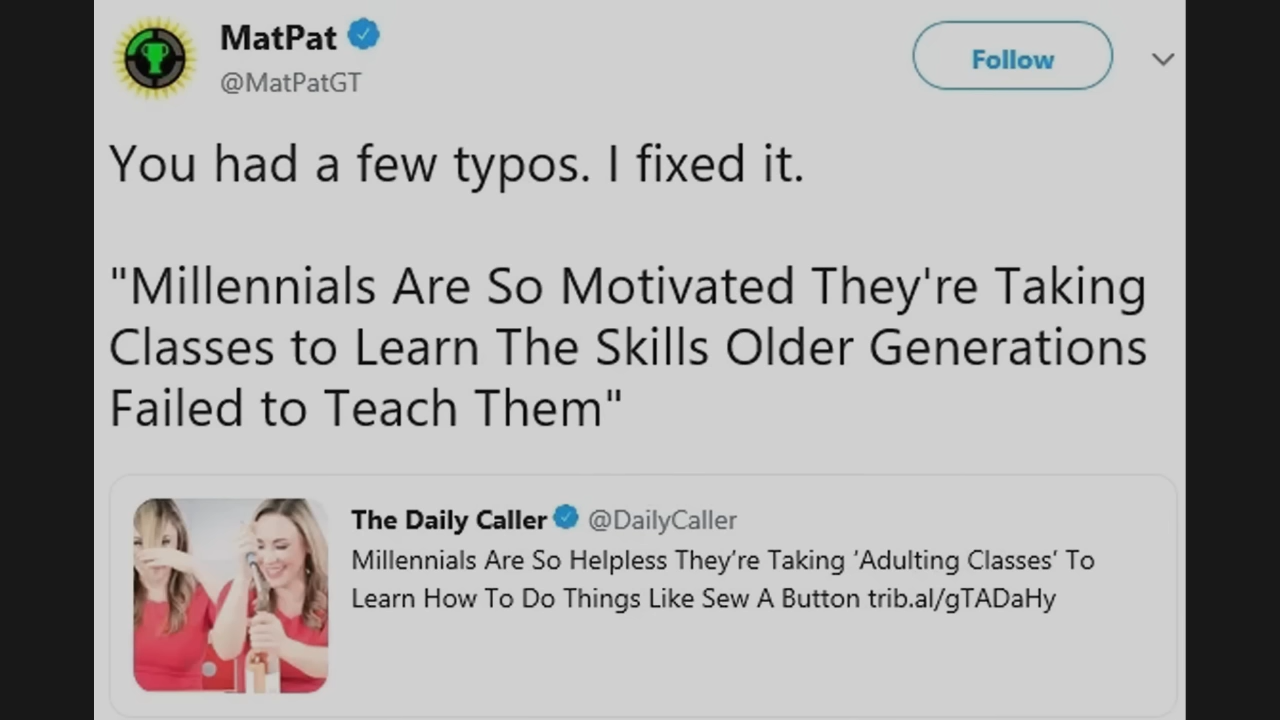 MatPat
@MatPatGT
Follow
You had a few typos. I fixed it.
"Millennials Are So Motivated They're Taking
Classes to Learn The Skills Older Generations
Failed to Teach Them"
The Daily Caller @DailyCaller
Millennials Are So Helpless They’re Taking ‘Adulting Classes’ To
Learn How To Do Things Like Sew A Button trib.al/gTADaHy